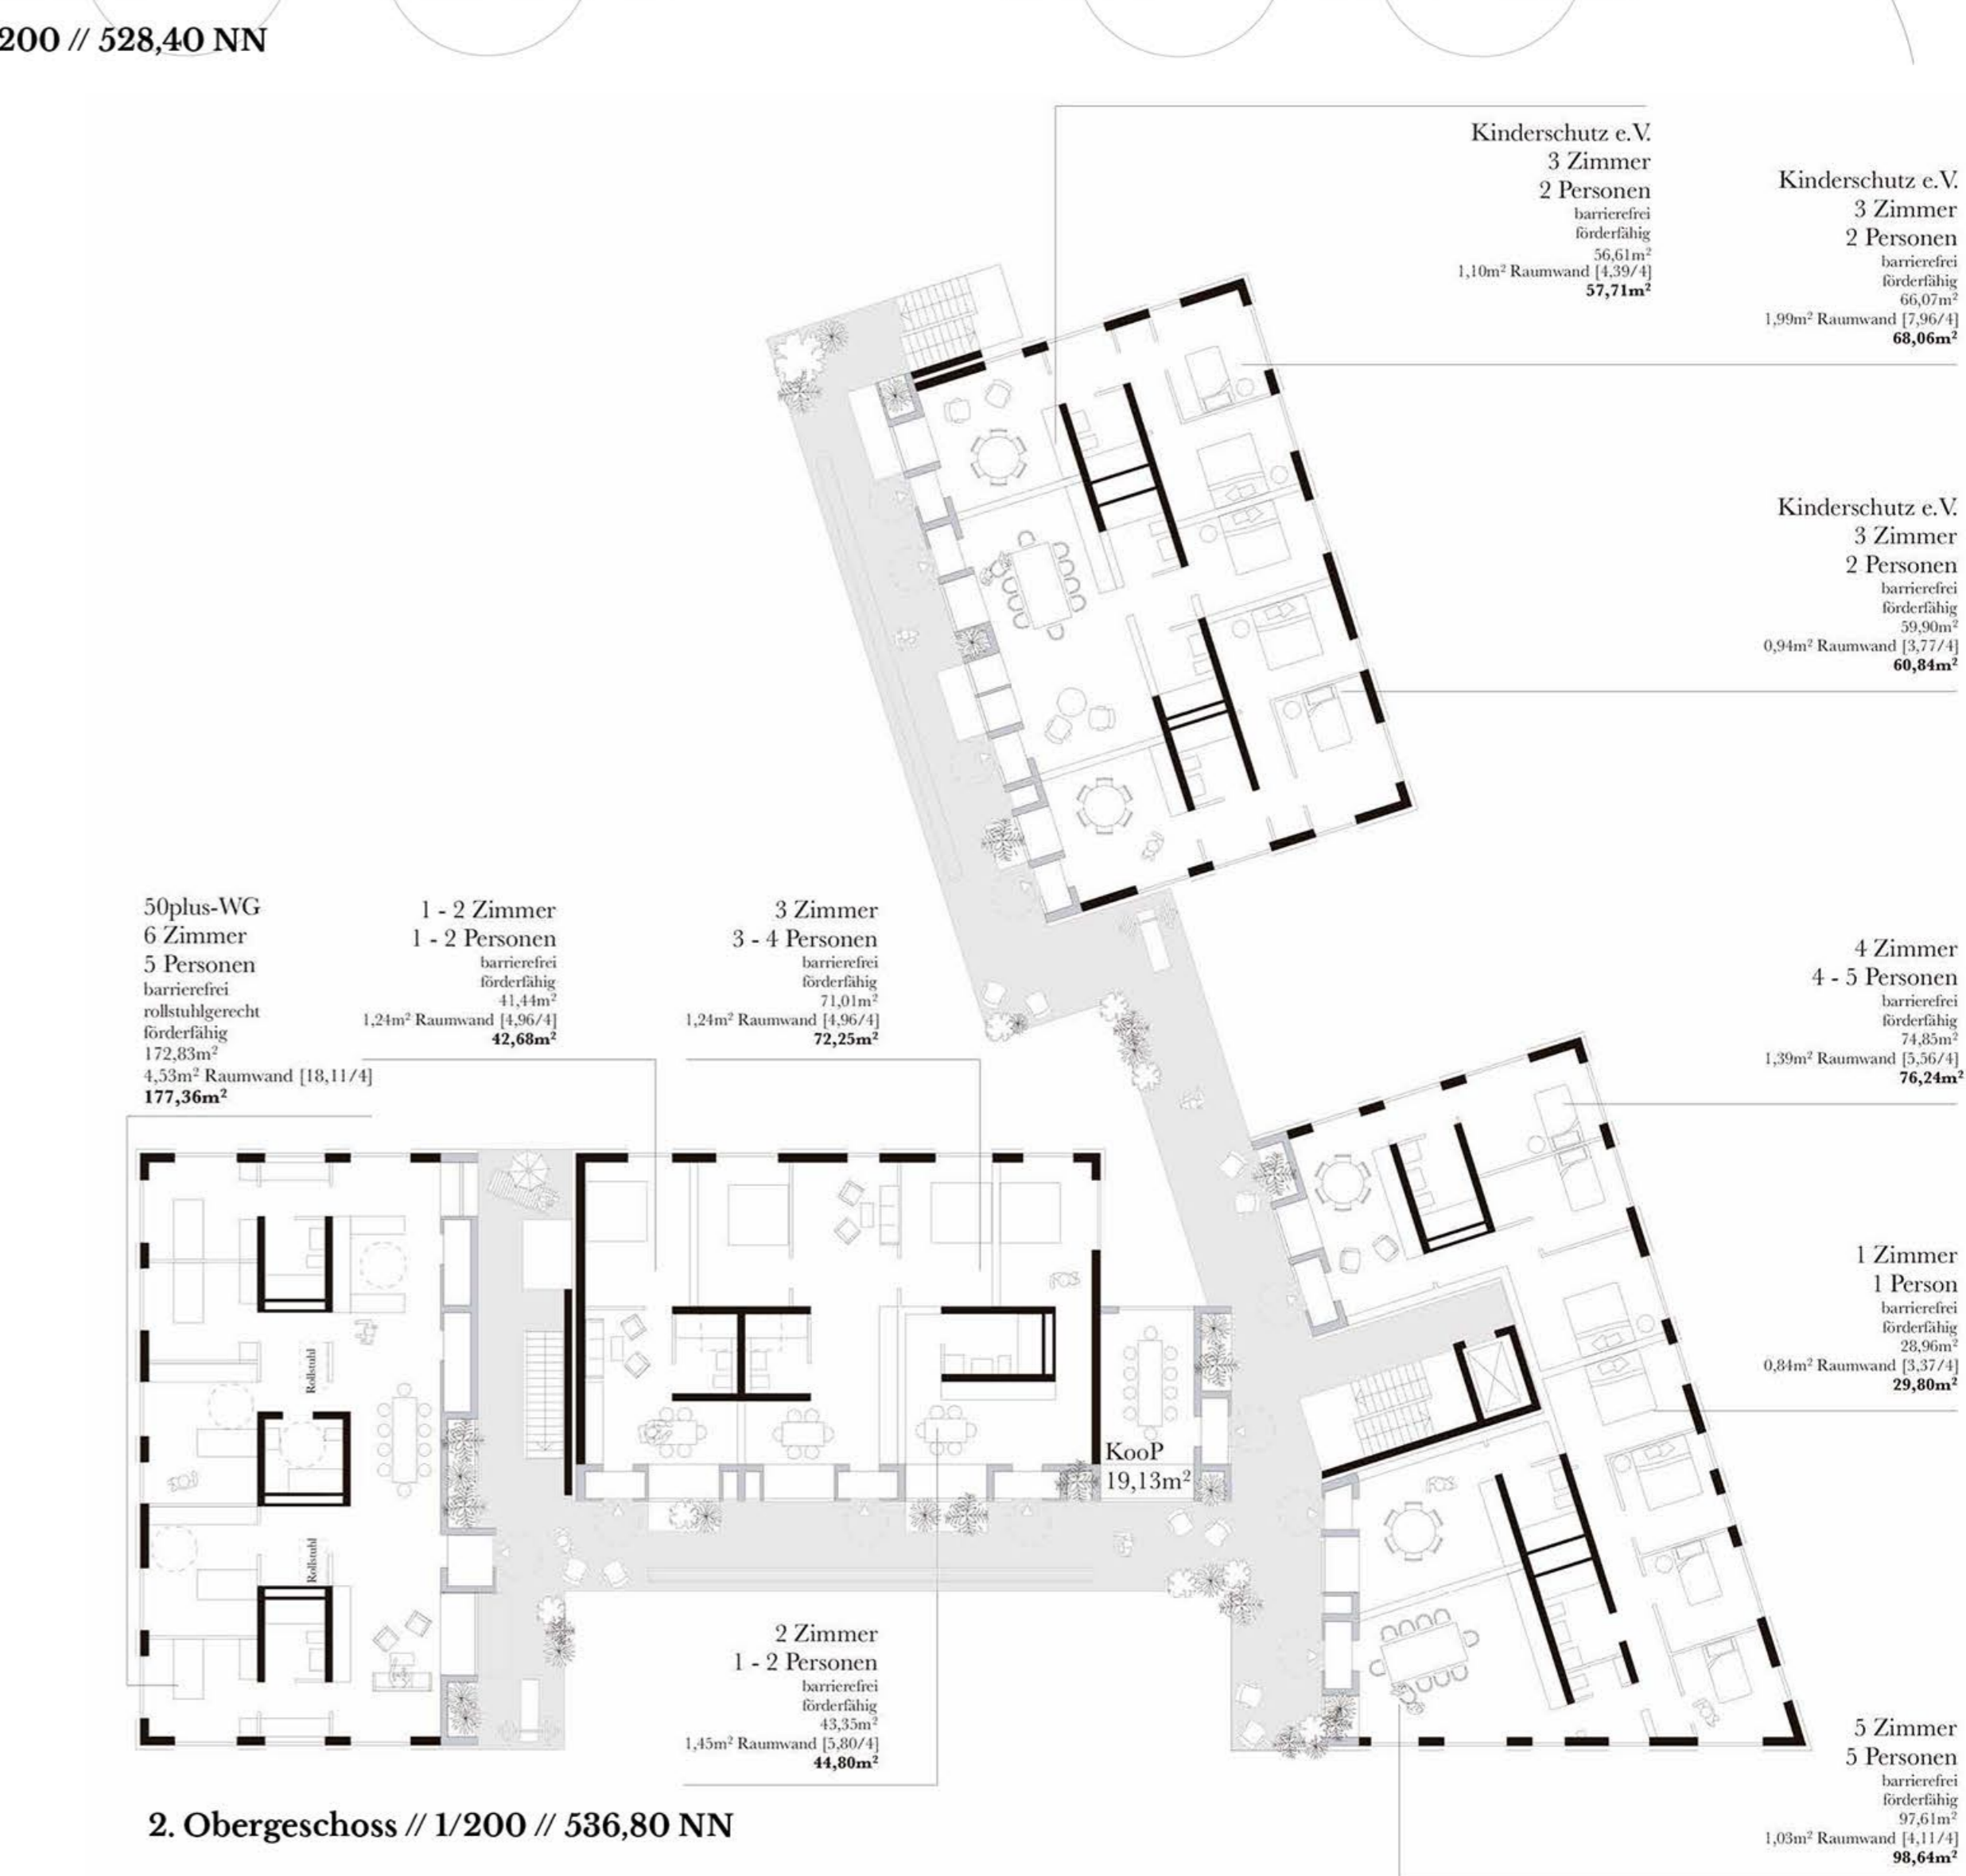 200 // 528,40 NN
Kinderschutz e.V.
3 Zimmer
2 Personen
barrierefrei
förderfähig
56,61m²
1,10m² Raumwand [4,39/4]
57,71m²
Kinderschutz e.V.
3 Zimmer
2 Personen
barrierefrei
förderfähig
66,07m²
1,99m² Raumwand [7,96/4]
68,06m²
Kinderschutz e.V.
3 Zimmer
2 Personen
barrierefrei
förderfähig
59,90m²
0,94m² Raumwand [3,77/4]
60,84m²
50plus-WG
6 Zimmer
5 Personen
barrierefrei
rollstuhlgerecht
förderfähig
172,83m²
4,53m² Raumwand [18,11/4]
177,36m²
1 - 2 Zimmer
1 - 2 Personen
barrierefrei
förderfähig
41,44m²
1,24m² Raumwand [4,96/4]
42,68m²
3 Zimmer
3 - 4 Personen
barrierefrei
förderfähig
71,01m²
1,24m² Raumwand [4,96/4]
72,25m²
4 Zimmer
4 - 5 Personen
barrierefrei
förderfähig
74,85m²
1,39m² Raumwand [5,56/4]
76,24m²
1 Zimmer
1 Person
barrierefrei
förderfähig
28,96m²
0,84m² Raumwand [3,37/4]
29,80m²
Rollstuhl
Rollstuhl
KooP
19,13m²
2 Zimmer
1 - 2 Personen
barrierefrei
förderfähig
43,35m²
1,45m² Raumwand [5,80/4]
44,80m²
5 Zimmer
5 Personen
barrierefrei
förderfähig
97,61m²
1,03m² Raumwand [4,11/4]
98,64m²
2. Obergeschoss // 1/200 // 536,80 NN